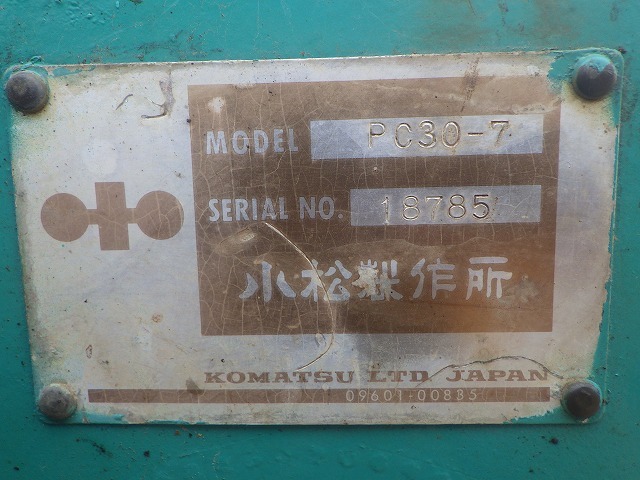 MODEL PC30-7
SERIAL NO. 18785
小松製作所
KOMATSU LTD JAPAN
09601-00885